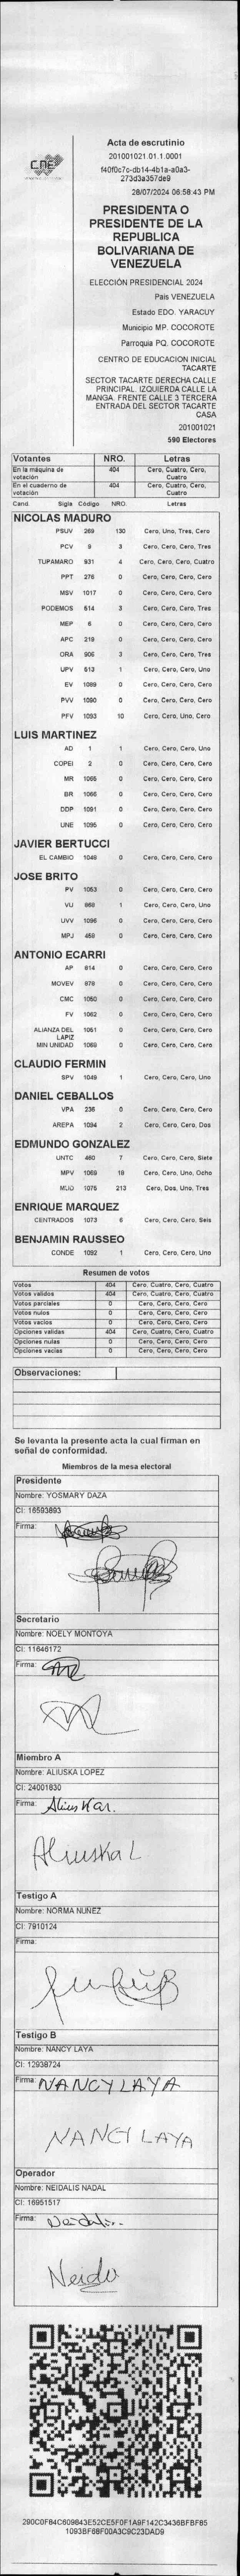 CNE
Acta de escrutinio
201001021.01.1.0001
f40f0c7c-db14-4b1a-a0a3-
273d3a357de9
28/07/2024 06:58:43 PM
PRESIDENTA O
PRESIDENTE DE LA
REPUBLICA
BOLIVARIANA DE
VENEZUELA
ELECCIÓN PRESIDENCIAL 2024
País VENEZUELA
Estado EDO. YARACUY
Municipio MP. COCOROTE
Parroquia PQ. COCOROTE
CENTRO DE EDUCACION INICIAL
TACARTE
SECTOR TACARTE DERECHA CALLE
PRINCIPAL. IZQUIERDA CALLE LA
MANGA. FRENTE CALLE 3 TERCERA
ENTRADA DEL SECTOR TACARTE
CASA
201001021
590 Electores
Votantes NRO. Letras
En la máquina de votación 404 Cero, Cuatro, Cero, Cuatro
En el cuaderno de votación 404 Cero, Cuatro, Cero, Cuatro
Cand Sigla Código NRO. Letras
NICOLAS MADURO
PSUV 269 130 Cero, Uno, Tres, Cero
PCV 9 3 Cero, Cero, Cero, Tres
TUPAMARO 931 4 Cero, Cero, Cero, Cuatro
PPT 276 0 Cero, Cero, Cero, Cero
MSV 1017 0 Cero, Cero, Cero, Cero
PODEMOS 514 3 Cero, Cero, Cero, Tres
MEP 6 0 Cero, Cero, Cero, Cero
APC 219 0 Cero, Cero, Cero, Cero
ORA 906 3 Cero, Cero, Cero, Tres
UPV 513 1 Cero, Cero, Cero, Uno
EV 1089 0 Cero, Cero, Cero, Cero
PVV 1090 0 Cero, Cero, Cero, Cero
PFV 1093 10 Cero, Cero, Uno, Cero
LUIS MARTINEZ
AD 1 1 Cero, Cero, Cero, Uno
COPEI 2 0 Cero, Cero, Cero, Cero
MR 1065 0 Cero, Cero, Cero, Cero
BR 1066 0 Cero, Cero, Cero, Cero
DDP 1091 0 Cero, Cero, Cero, Cero
UNE 1095 0 Cero, Cero, Cero, Cero
JAVIER BERTUCCI
EL CAMBIO 1048 0 Cero, Cero, Cero, Cero
JOSE BRITO
PV 1053 0 Cero, Cero, Cero, Cero
VU 868 1 Cero, Cero, Cero, Uno
UVV 1096 0 Cero, Cero, Cero, Cero
MPJ 459 0 Cero, Cero, Cero, Cero
ANTONIO ECARRI
AP 814 0 Cero, Cero, Cero, Cero
MOVEV 878 0 Cero, Cero, Cero, Cero
CMC 1050 0 Cero, Cero, Cero, Cero
FV 1062 0 Cero, Cero, Cero, Cero
ALIANZA DEL LAPIZ 1051 0 Cero, Cero, Cero, Cero
MIN UNIDAD 1069 0 Cero, Cero, Cero, Cero
CLAUDIO FERMIN
SPV 1049 1 Cero, Cero, Cero, Uno
DANIEL CEBALLOS
VPA 236 0 Cero, Cero, Cero, Cero
AREPA 1094 2 Cero, Cero, Cero, Dos
EDMUNDO GONZALEZ
UNTC 460 7 Cero, Cero, Cero, Siete
MPV 1069 18 Cero, Cero, Uno, Ocho
MUD 1075 213 Cero, Dos, Uno, Tres
ENRIQUE MARQUEZ
CENTRADOS 1073 6 Cero, Cero, Cero, Seis
BENJAMIN RAUSSEO
CONDE 1092 1 Cero, Cero, Cero, Uno
Resumen de votos
Votos 404 Cero, Cuatro, Cero, Cuatro
Votos validos 404 Cero, Cuatro, Cero, Cuatro
Votos parciales 0 Cero, Cero, Cero, Cero
Votos nulos 0 Cero, Cero, Cero, Cero
Votos vacios 0 Cero, Cero, Cero, Cero
Opciones validas 404 Cero, Cuatro, Cero, Cuatro
Opciones nulas 0 Cero, Cero, Cero, Cero
Opciones vacias 0 Cero, Cero, Cero, Cero
Observaciones:
Se levanta la presente acta la cual firman en
señal de conformidad.
Miembros de la mesa electoral
Presidente
Nombre: YOSMARY DAZA
CI: 16593893
Firma:
Secretario
Nombre: NOELY MONTOYA
CI: 11646172
Firma:
Miembro A
Nombre: ALIUSKA LOPEZ
CI: 24001830
Firma: Alius Kar.
Aliuska L
Testigo A
Nombre: NORMA NUÑEZ
CI: 7910124
Firma:
Testigo B
Nombre: NANCY LAYA
CI: 12938724
Firma: NANCY LAYA
NANCY LAYA
Operador
Nombre: NEIDALIS NADAL
CI: 16951517
Firma: Neidalis
Neida
290C0FB4C609843E52CE5F0F1A9F142C3436BFBF85
1093BF68F00A3C9C23DAD9